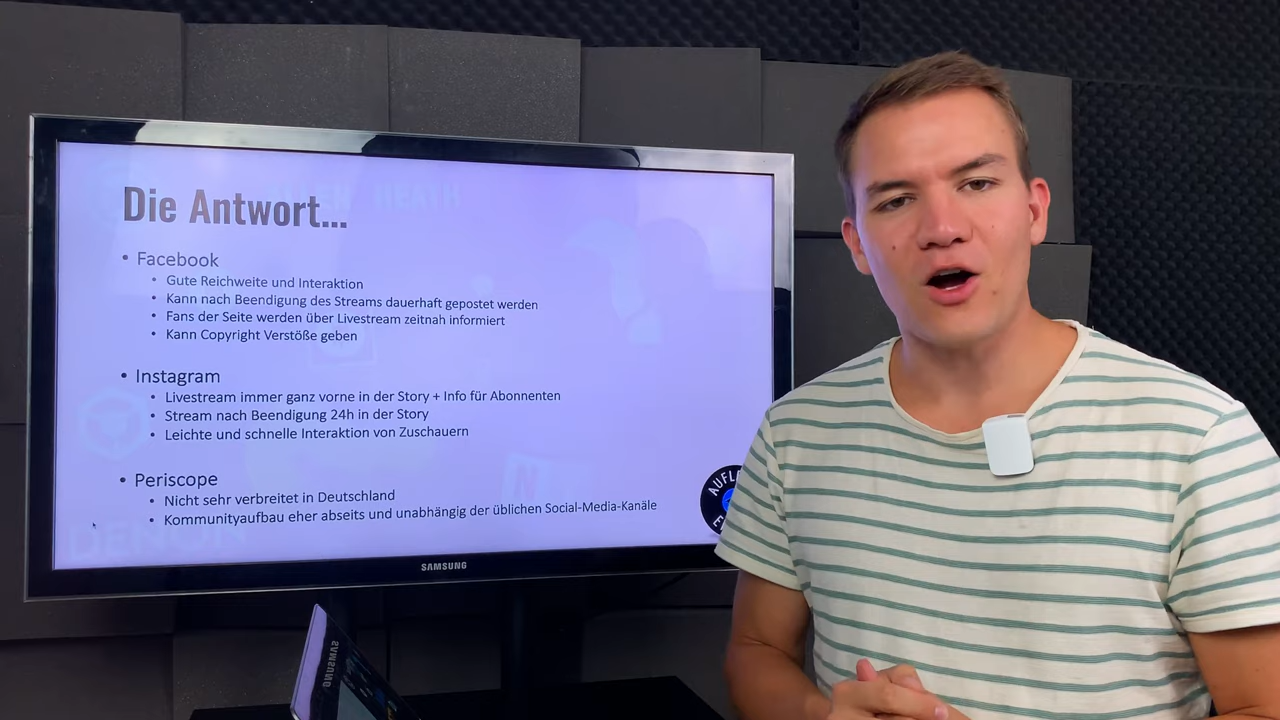 Die Antwort...
• Facebook
• Gute Reichweite und Interaktion
• Kann nach Beendigung des Streams dauerhaft gepostet werden
• Fans der Seite werden über Livestream zeitnah informiert
• Kann Copyright Verstöße geben
• Instagram
• Livestream immer ganz vorne in der Story + Info für Abonnenten
• Stream nach Beendigung 24h in der Story
• Leichte und schnelle Interaktion von Zuschauern
• Periscope
• Nicht sehr verbreitet in Deutschland
• Kommunityaufbau eher abseits und unabhängig der üblichen Social-Media-Kanäle
DENON
SAMSUNG
SAMSUNG